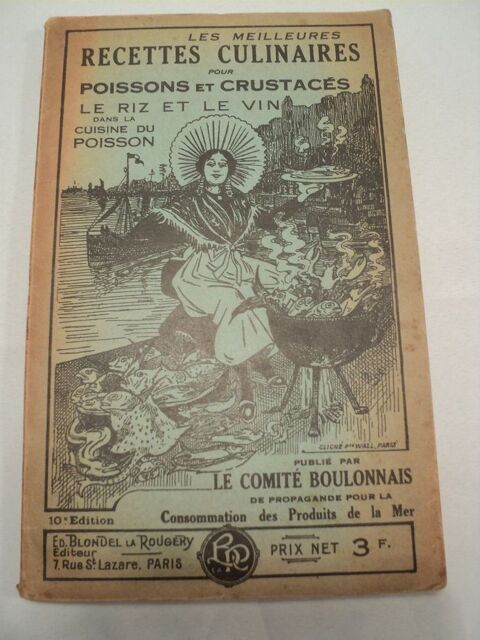 LES MEILLEURES
RECETTES CULINAIRES
POUR
POISSONS ET CRUSTACÉS
LE RIZ ET LE VIN
DANS LA
CUISINE DU
POISSON
PUBLIÉ PAR
LE COMITÉ BOULONNAIS
DE PROPAGANDE POUR LA
Consommation des Produits de la Mer
10e Edition
ED. BLONDEL LA ROUGERY
Éditeur
7, Rue St Lazare, PARIS
PRIX NET 3 F.